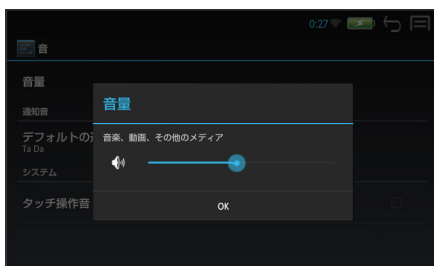 0:27
音
音量
通知音
デフォルトの通
Ta Da
システム
タッチ操作音
音量
音楽、動画、その他のメディア
OK